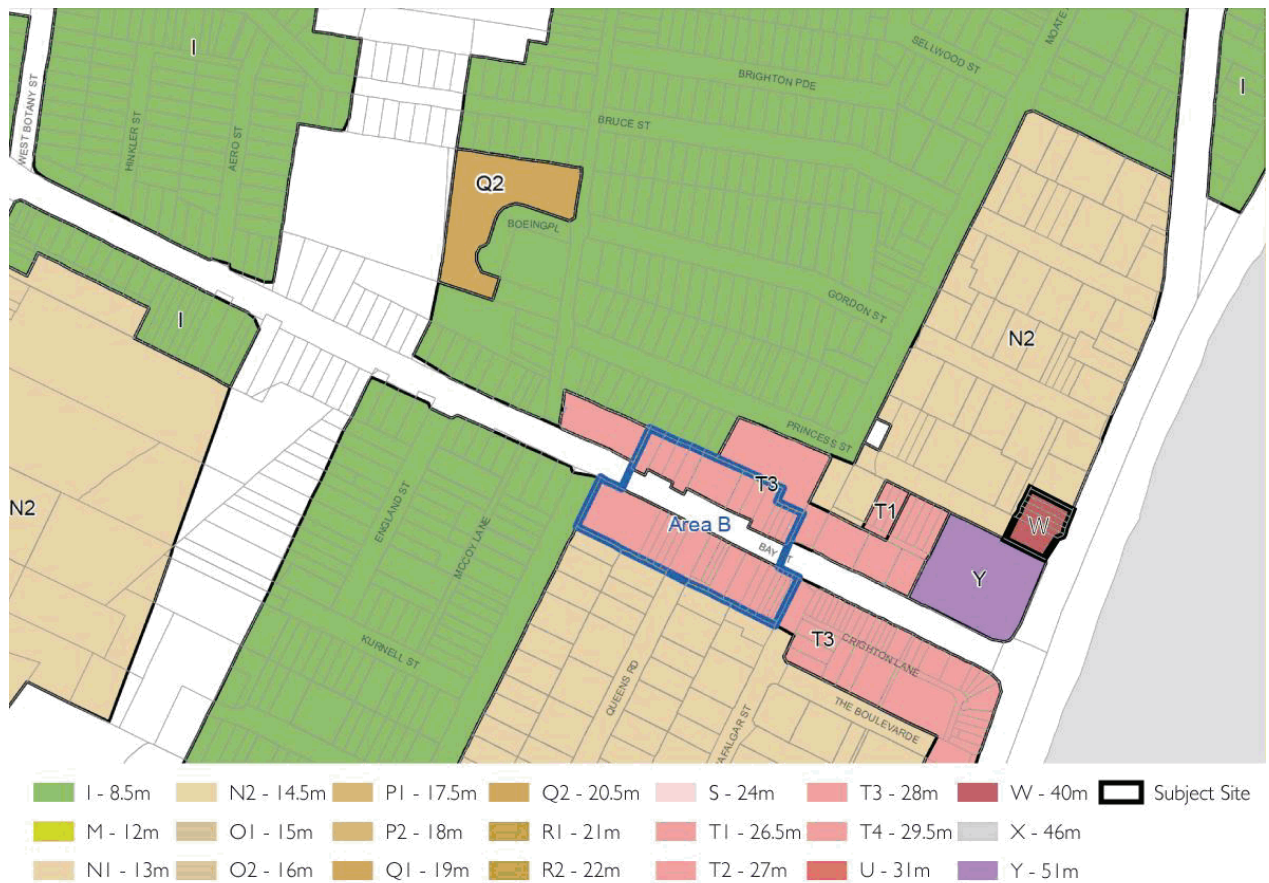 I
SELLWOOD ST
MOATE
BRIGHTON PDE
I
WEST BOTANY ST
HINKLER ST
AERO ST
BRUCE ST
Q2
BOEINGPL
GORDON ST
I
N2
PRINCESS ST
T3
ENGLAND ST
MCCOY LANE
N2
Area B
T1
W
BAY ST
Y
KURNELL ST
T3
CRIGHTON LANE
QUEENS RD
THE BOULEVARDE
TRAFALGAR ST
I - 8.5m N2 - 14.5m P1 - 17.5m Q2 - 20.5m S - 24m T3 - 28m W - 40m Subject Site
M - 12m O1 - 15m P2 - 18m R1 - 21m T1 - 26.5m T4 - 29.5m X - 46m
N1 - 13m O2 - 16m Q1 - 19m R2 - 22m T2 - 27m U - 31m Y - 51m